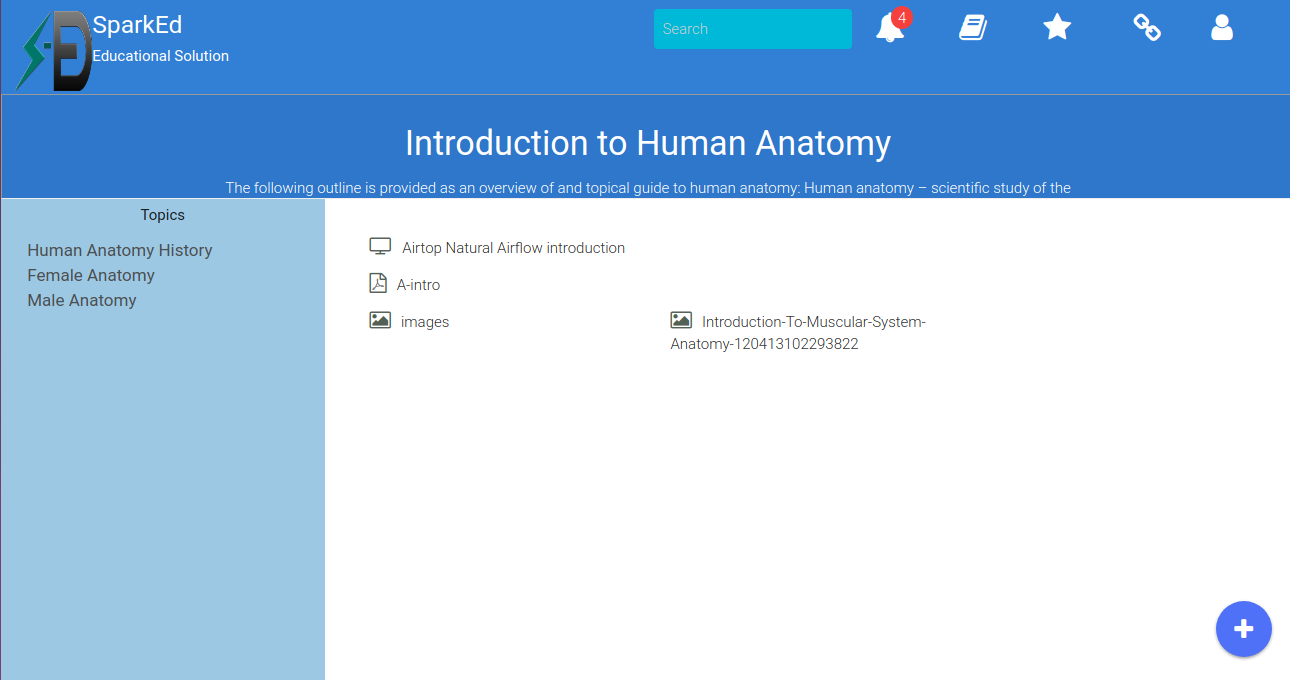 SparkEd
Educational Solution
Search
4
Introduction to Human Anatomy
The following outline is provided as an overview of and topical guide to human anatomy: Human anatomy – scientific study of the
Topics
Human Anatomy History
Female Anatomy
Male Anatomy
Airtop Natural Airflow introduction
A-intro
images
Introduction-To-Muscular-System-
Anatomy-120413102293822